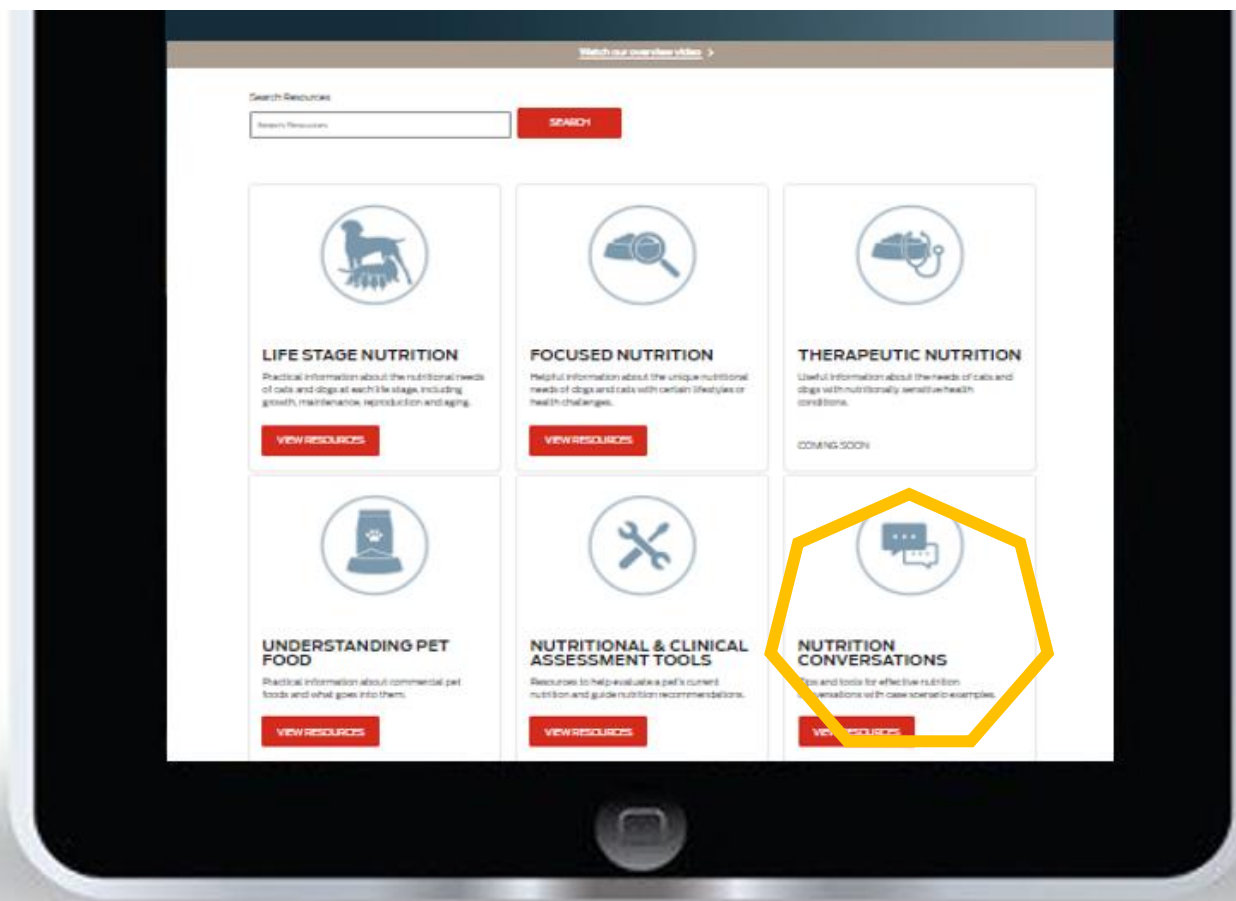 Watch our overview video >
Search Resources
Search Resources
SEARCH
LIFE STAGE NUTRITION
Practical information about the nutritional needs
of cats and dogs at each life stage, including
growth, maintenance, reproduction and aging.
VIEW RESOURCES
FOCUSED NUTRITION
Helpful information about the unique nutritional
needs of dogs and cats with certain lifestyles or
health challenges.
VIEW RESOURCES
THERAPEUTIC NUTRITION
Useful information about the needs of cats and
dogs with nutritionally sensitive health
conditions.
COMING SOON
UNDERSTANDING PET
FOOD
Practical information about commercial pet
foods and what goes into them.
VIEW RESOURCES
NUTRITIONAL & CLINICAL
ASSESSMENT TOOLS
Resources to help evaluate a pet's current
nutrition and guide nutrition recommendations.
VIEW RESOURCES
NUTRITION
CONVERSATIONS
Tips and tools for effective nutrition
conversations with case scenario examples.
VIEW RESOURCES